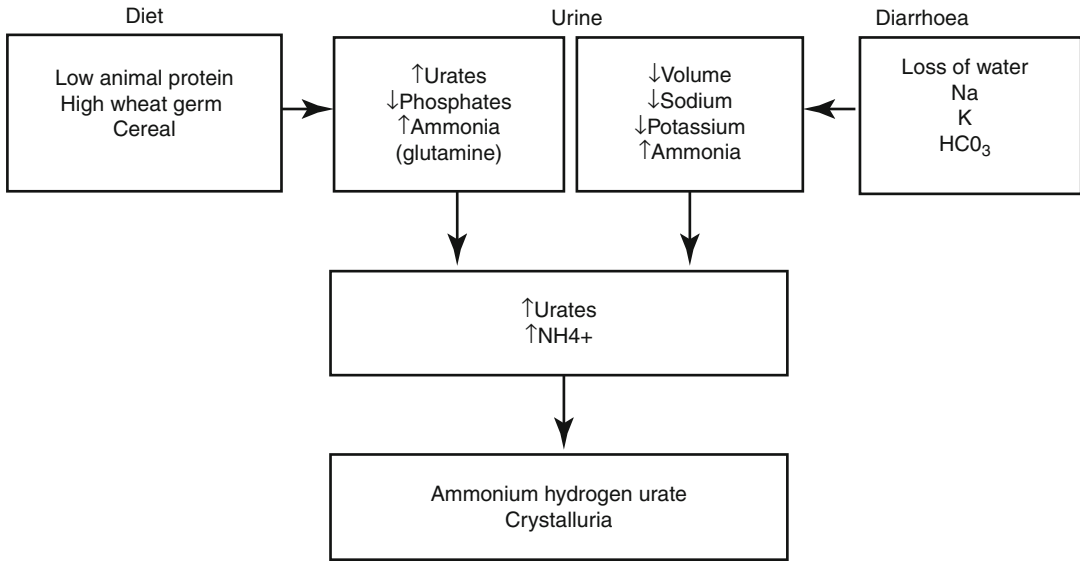 Diet
Urine
Diarrhoea
Low animal protein
High wheat germ
Cereal
↑Urates
↓Phosphates
↑Ammonia
(glutamine)
↓Volume
↓Sodium
↓Potassium
↑Ammonia
Loss of water
Na
K
HC0₃
↑Urates
↑NH4+
Ammonium hydrogen urate
Crystalluria